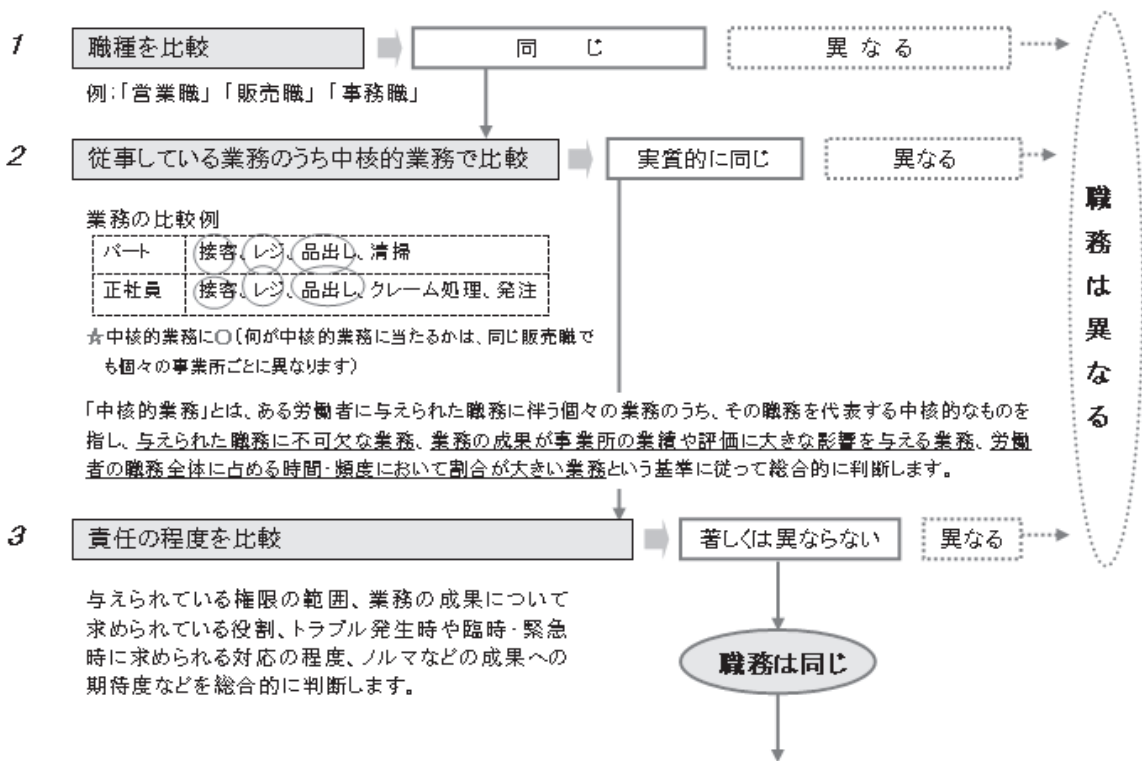 1 職種を比較 同じ 異なる
例:「営業職」「販売職」「事務職」
2 従事している業務のうち中核的業務で比較 実質的に同じ 異なる
業務の比較例
パート 接客、レジ、品出し、清掃
正社員 接客、レジ、品出し、クレーム処理、発注
☆中核的業務に○(何が中核的業務に当たるかは、同じ販売職で
も個々の事業所ごとに異なります)
「中核的業務」とは、ある労働者に与えられた職務に伴う個々の業務のうち、その職務を代表する中核的なものを
指し、与えられた職務に不可欠な業務、業務の成果が事業所の業績や評価に大きな影響を与える業務、労働
者の職務全体に占める時間・頻度において割合が大きい業務という基準に従って総合的に判断します。
3 責任の程度を比較 著しくは異ならない 異なる
与えられている権限の範囲、業務の成果について
求められている役割、トラブル発生時や臨時・緊急
時に求められる対応の程度、ノルマなどの成果への
期待度などを総合的に判断します。
職務は同じ
職務は異なる